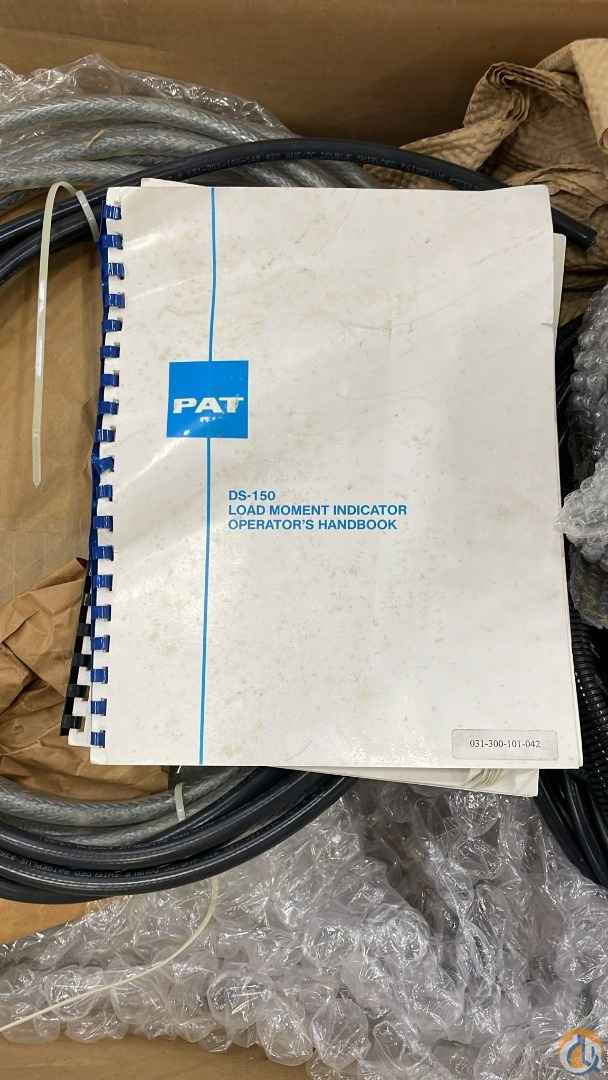 PAT
DS-150
LOAD MOMENT INDICATOR
OPERATOR'S HANDBOOK
031-300-101-042